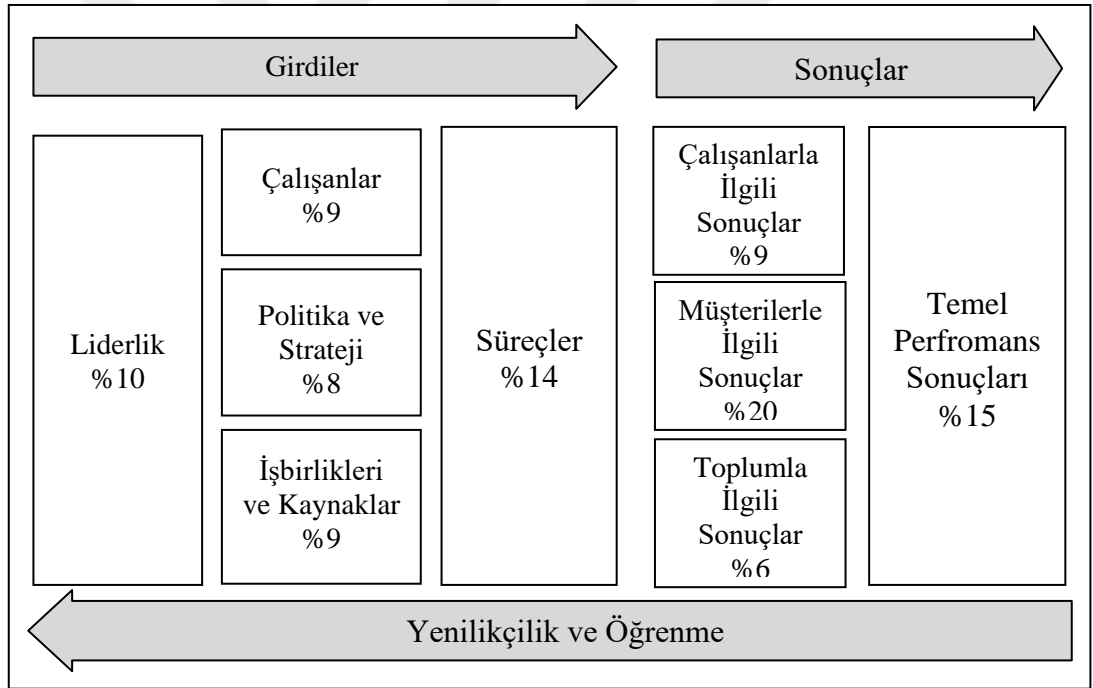 Girdiler
Sonuçlar
Liderlik
%10
Çalışanlar
%9
Politika ve
Strateji
%8
İşbirlikleri
ve Kaynaklar
%9
Süreçler
%14
Çalışanlarla
İlgili
Sonuçlar
%9
Müşterilerle
İlgili
Sonuçlar
%20
Toplumla
İlgili
Sonuçlar
%6
Temel
Perfromans
Sonuçları
%15
Yenilikçilik ve Öğrenme